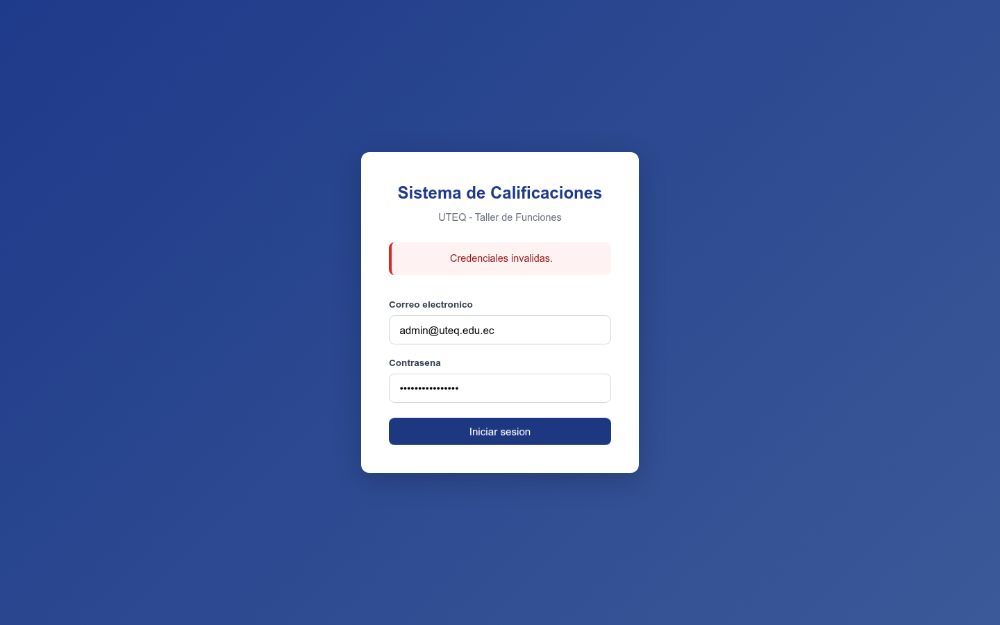 Sistema de Calificaciones
UTEQ - Taller de Funciones
Credenciales invalidas.
Correo electronico
admin@uteq.edu.ec
Contrasena
••••••••••••••••
Iniciar sesion